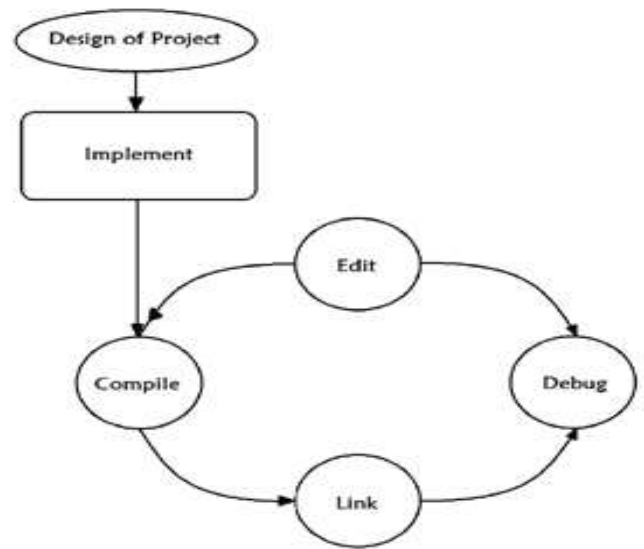 Design of Project
Implement
Edit
Compile
Debug
Link